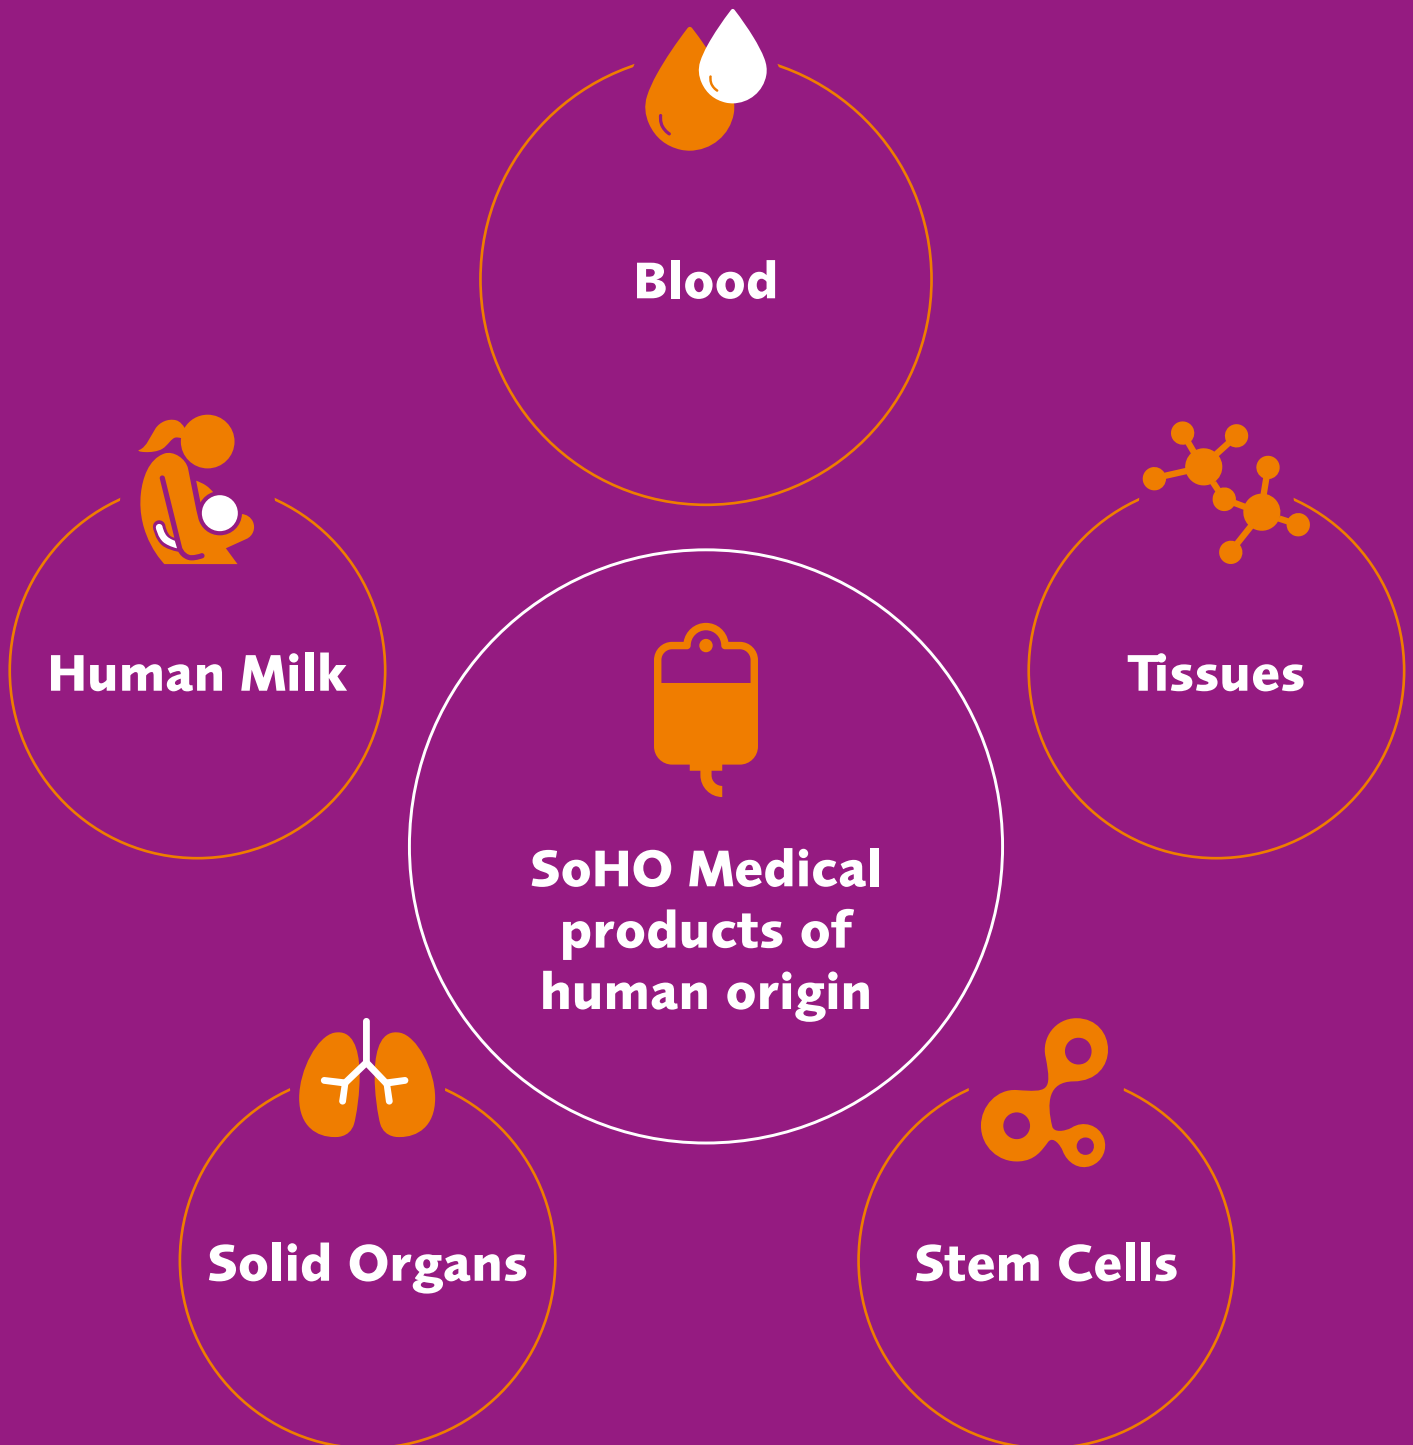 Blood
Human Milk
Tissues
SoHO Medical
products of
human origin
Solid Organs
Stem Cells